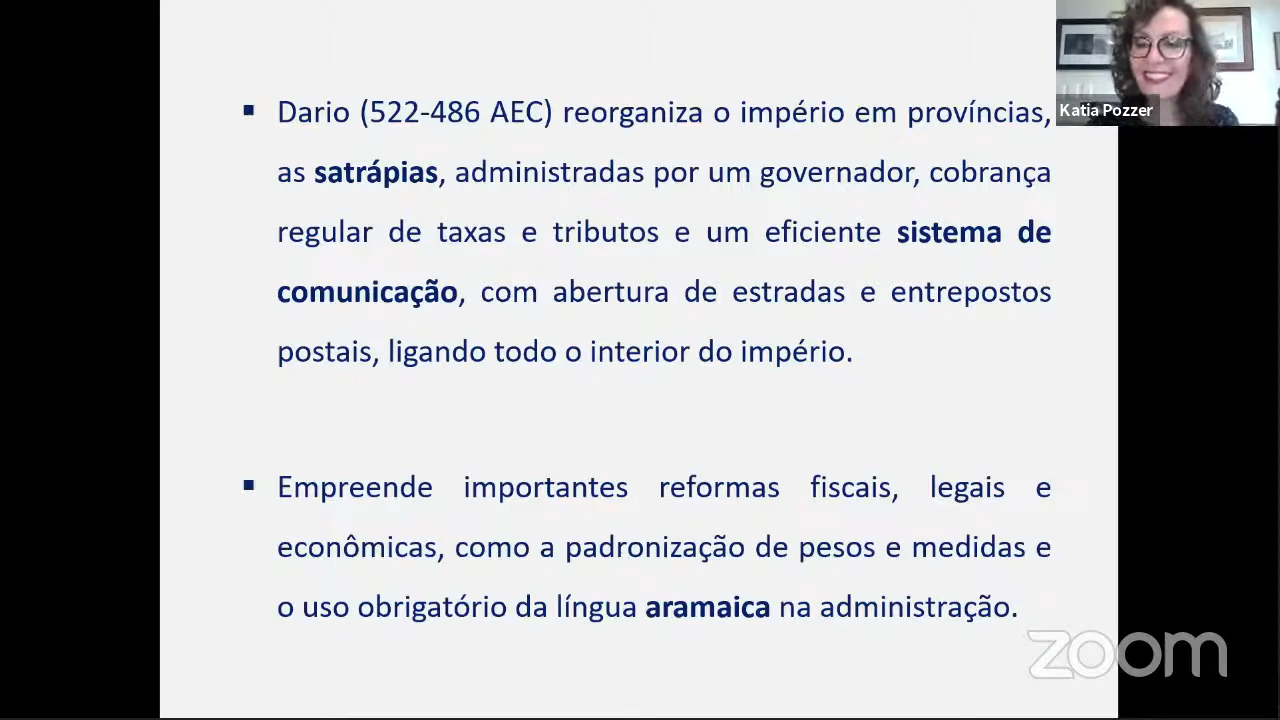 ▪ Dario (522-486 AEC) reorganiza o império em províncias,
as satrápias, administradas por um governador, cobrança
regular de taxas e tributos e um eficiente sistema de
comunicação, com abertura de estradas e entrepostos
postais, ligando todo o interior do império.
▪ Empreende importantes reformas fiscais, legais e
econômicas, como a padronização de pesos e medidas e
o uso obrigatório da língua aramaica na administração.
Katia Pozzer
zoom